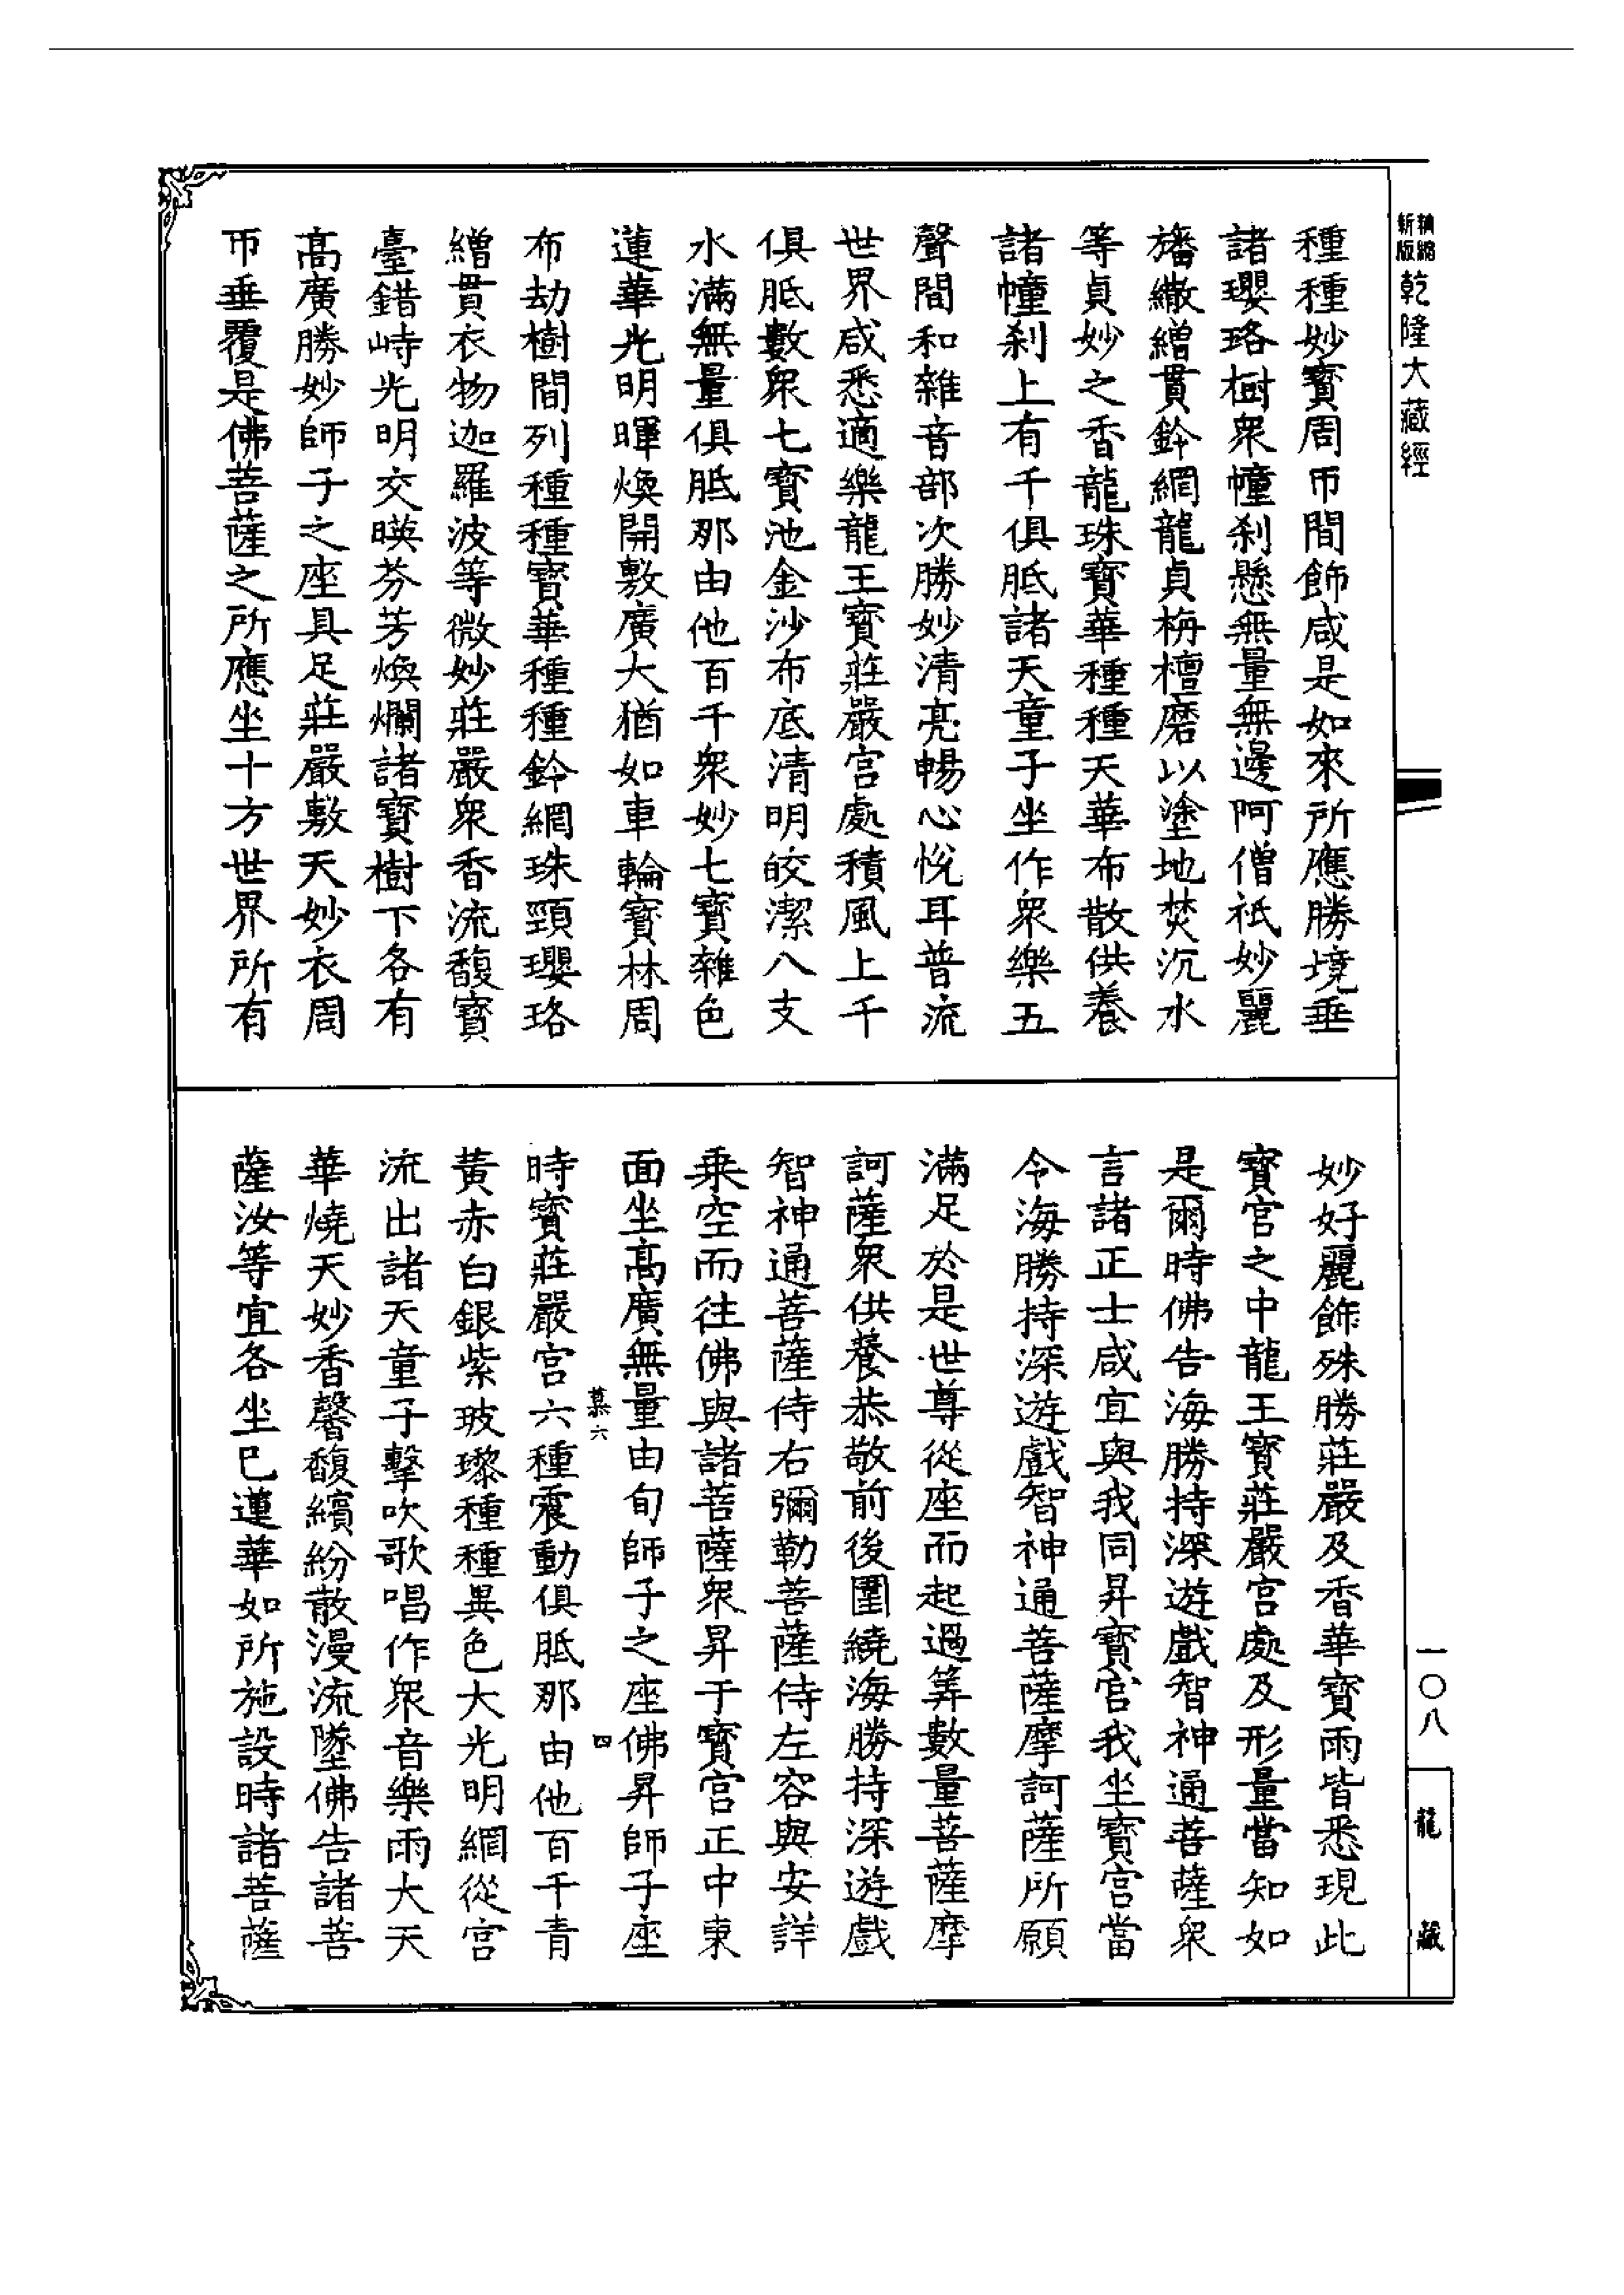 新版
精縮
乾隆大藏經
種種妙寶周帀間飾咸是如來所應勝境垂
諸瓔珞樹衆幢刹懸無量無邊阿僧祇妙麗
旛繖繒貫鈴網龍貞栴檀磨以塗地焚沉水
等貞妙之香龍珠寶華種種天華布散供養
諸幢刹上有千俱胝諸天童子坐作衆樂五
聲間和雜音部次勝妙清亮暢心悅耳普流
世界咸悉適樂龍王寶莊嚴宫處積風上千
俱胝數衆七寶池金沙布底清明皎潔八支
水滿無量俱胝那由他百千衆妙七寶雜色
蓮華光明暉煥開敷廣大猶如車輪寶林周
布劫樹間列種種寶華種種鈴網珠頸瓔珞
繒貫衣物迦羅波等微妙莊嚴衆香流馥寶
臺錯峙光明交暎芬芳煥爛諸寶樹下各有
高廣勝妙師子之座具足莊嚴敷天妙衣周
帀垂覆是佛菩薩之所應坐十方世界所有
妙好麗飾殊勝莊嚴及香華寶雨皆悉現此
寶宫之中龍王寶莊嚴宫處及形量當知如
是爾時佛告海勝持深遊戲智神通菩薩衆
言諸正士咸宜與我同昇寶宫我坐寶宫當
令海勝持深遊戲智神通菩薩摩訶薩所願
滿足於是世尊從座而起過筭數量菩薩摩
訶薩衆供養恭敬前後圍繞海勝持深遊戲
智神通菩薩侍右彌勒菩薩侍左容與安詳
乘空而往佛與諸菩薩衆昇于寶宫正中東
面坐高廣無量由旬師子之座佛昇師子座
慕六
四
時寶莊嚴宫六種震動俱胝那由他百千青
黃赤白銀紫玻瓈種種異色大光明網從宫
流出諸天童子擊吹歌唱作衆音樂雨大天
華燒天妙香馨馥繽紛散漫流墜佛告諸菩
薩汝等宜各坐巳蓮華如所施設時諸菩薩
一〇八
龍藏